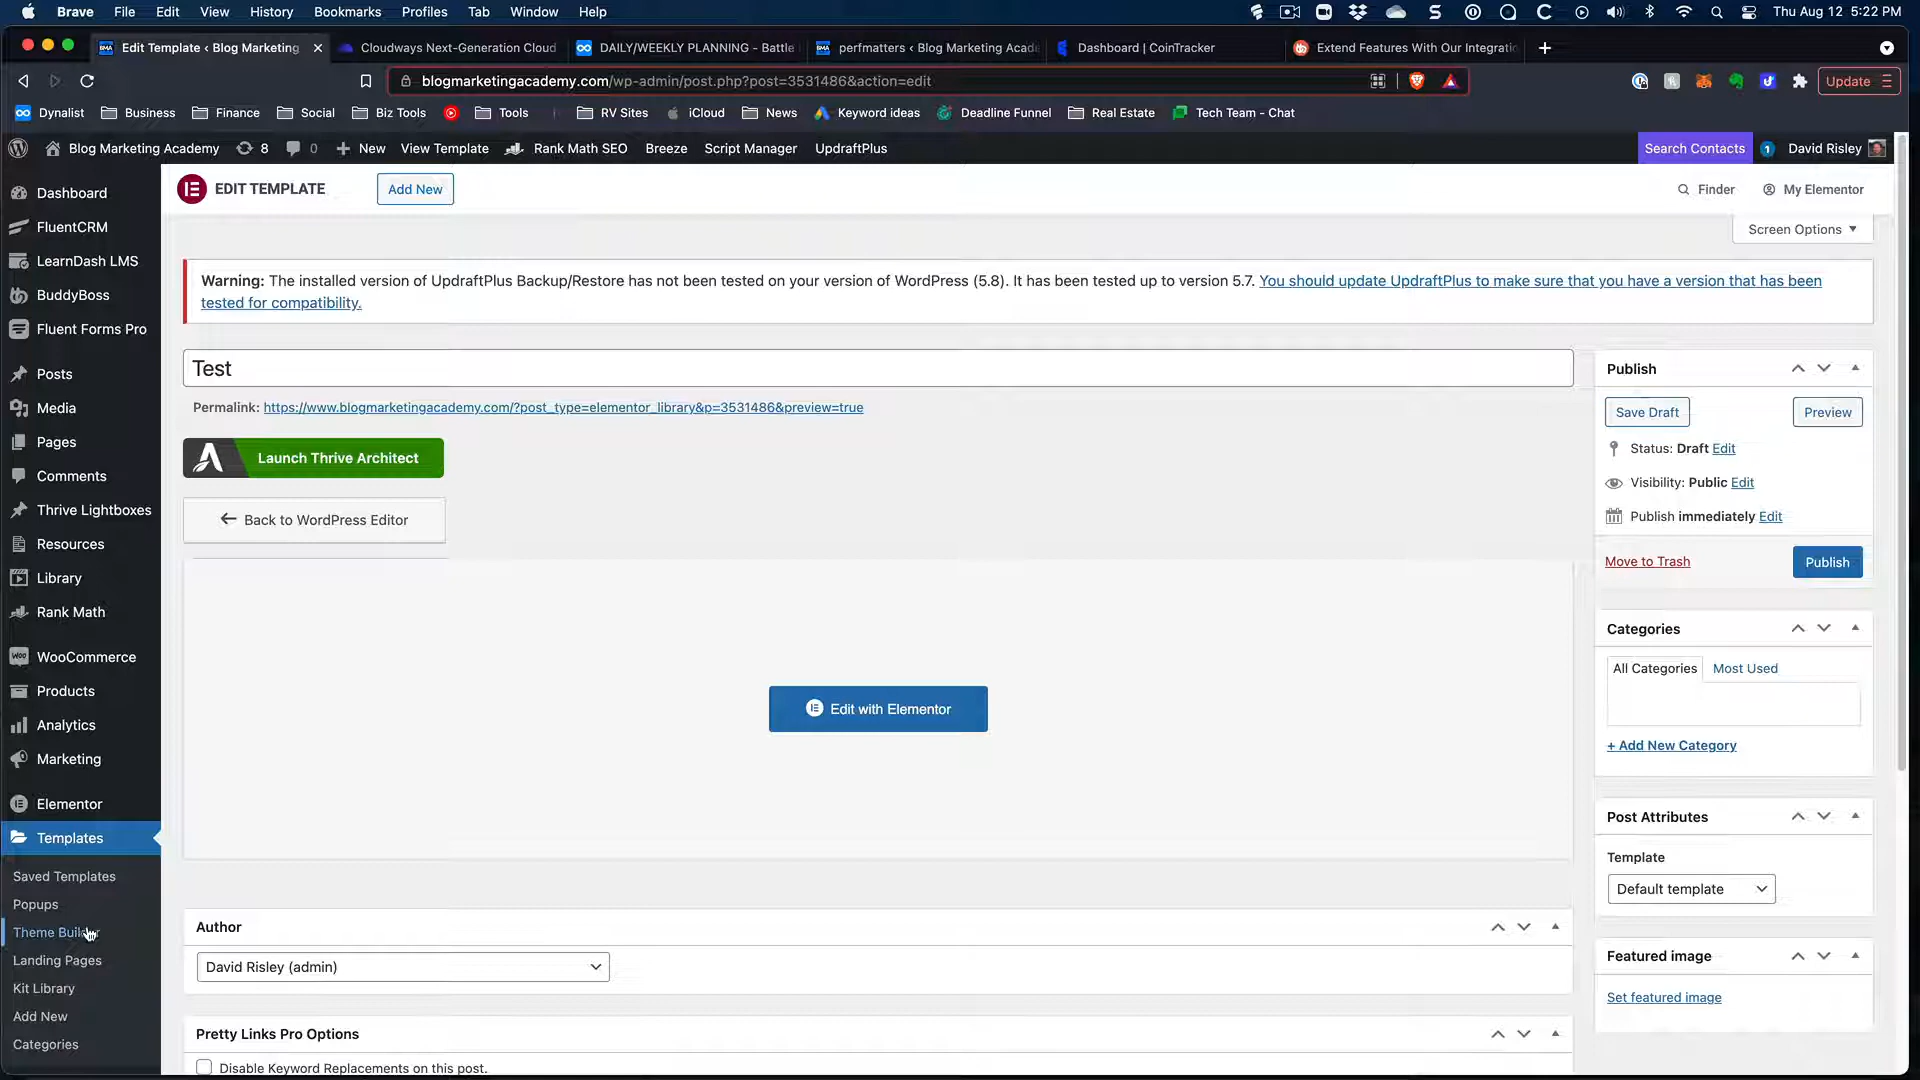 Brave File Edit View History Bookmarks Profiles Tab Window Help Thu Aug 12 5:22 PM
Edit Template ‹ Blog Marketing Cloudways Next-Generation Cloud DAILY/WEEKLY PLANNING - Battle perfmatters ‹ Blog Marketing Acade Dashboard | CoinTracker Extend Features With Our Integratio
blogmarketingacademy.com/wp-admin/post.php?post=3531486&action=edit Update
Dynalist Business Finance Social Biz Tools Tools RV Sites iCloud News Keyword ideas Deadline Funnel Real Estate Tech Team - Chat
Blog Marketing Academy 8 0 New View Template Rank Math SEO Breeze Script Manager UpdraftPlus Search Contacts 1 David Risley
EDIT TEMPLATE Add New Finder My Elementor
Screen Options
Dashboard
FluentCRM
LearnDash LMS
BuddyBoss
Fluent Forms Pro
Posts
Media
Pages
Comments
Thrive Lightboxes
Resources
Library
Rank Math
WooCommerce
Products
Analytics
Marketing
Elementor
Templates
Saved Templates
Popups
Theme Builder
Landing Pages
Kit Library
Add New
Categories
Warning: The installed version of UpdraftPlus Backup/Restore has not been tested on your version of WordPress (5.8). It has been tested up to version 5.7. You should update UpdraftPlus to make sure that you have a version that has been
tested for compatibility.
Test
Permalink: https://www.blogmarketingacademy.com/?post_type=elementor_library&p=3531486&preview=true
Launch Thrive Architect
Back to WordPress Editor
Edit with Elementor
Author
David Risley (admin)
Pretty Links Pro Options
Disable Keyword Replacements on this post.
Publish
Save Draft Preview
Status: Draft Edit
Visibility: Public Edit
Publish immediately Edit
Move to Trash Publish
Categories
All Categories Most Used
+ Add New Category
Post Attributes
Template
Default template
Featured image
Set featured image